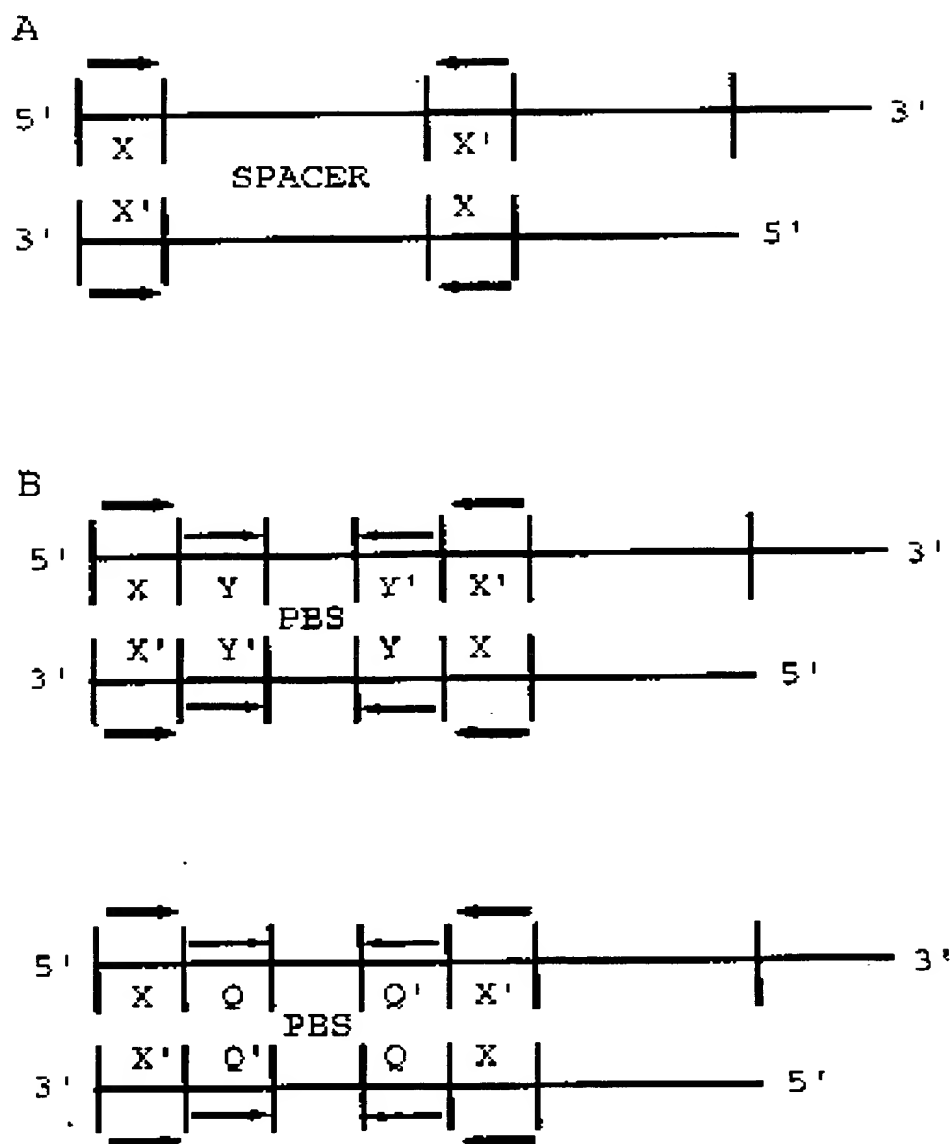 A
5' 3'
X X'
SPACER
X' X
3' 5'
B
5' 3'
X Y Y' X'
PBS
X' Y' Y X
3' 5'
5' 3'
X Q Q' X'
PBS
X' Q' Q X
3' 5'